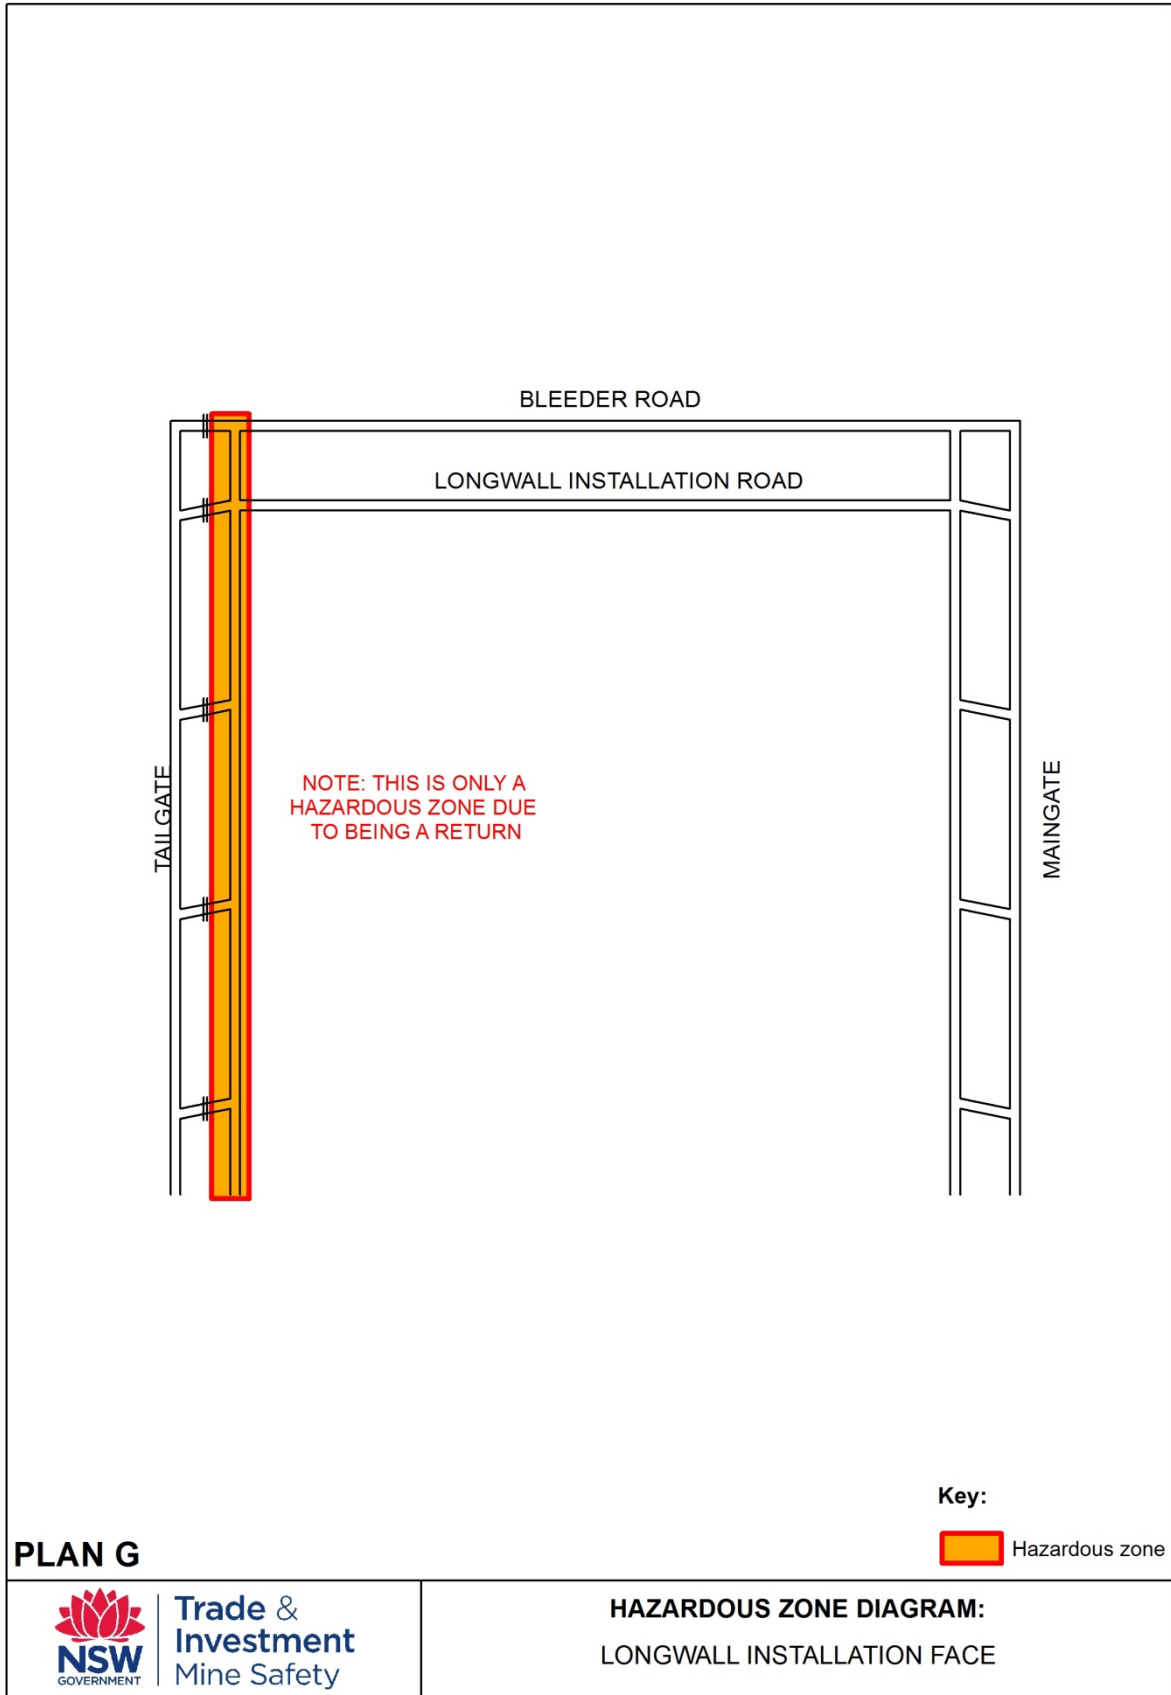 BLEEDER ROAD
LONGWALL INSTALLATION ROAD
TAILGATE
NOTE: THIS IS ONLY A
HAZARDOUS ZONE DUE
TO BEING A RETURN
MAINGATE
Key:
Hazardous zone
PLAN G
NSW
GOVERNMENT
Trade &
Investment
Mine Safety
HAZARDOUS ZONE DIAGRAM:
LONGWALL INSTALLATION FACE